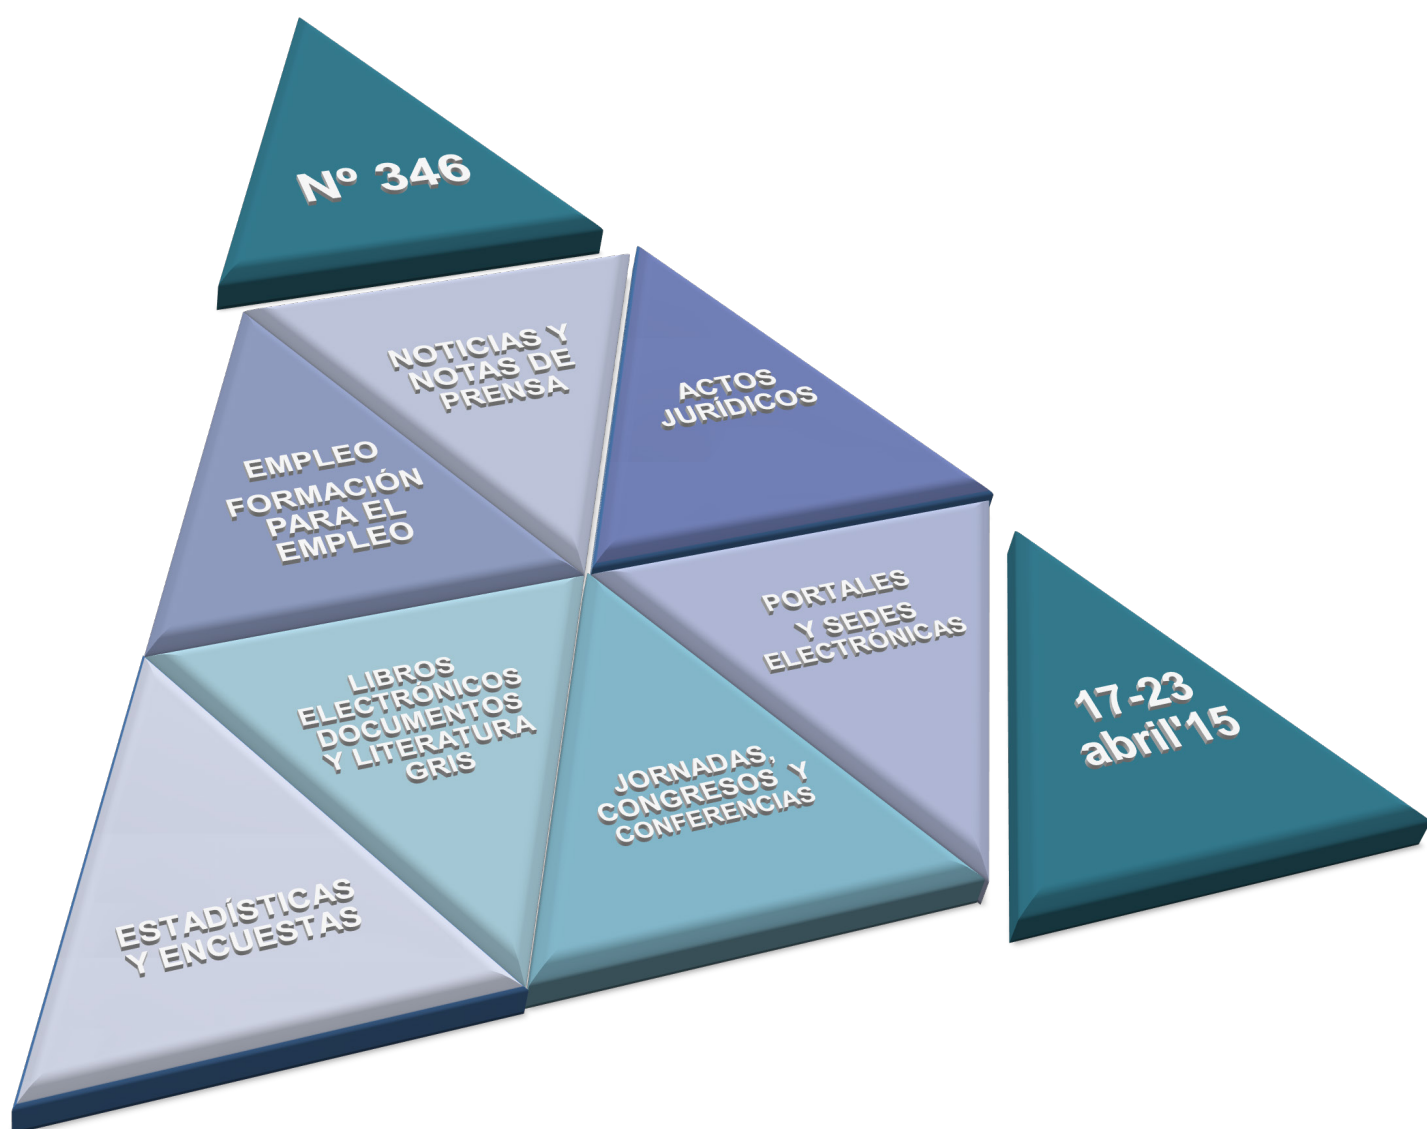 Nº 346
NOTICIAS Y
NOTAS DE
PRENSA
ACTOS
JURÍDICOS
EMPLEO
FORMACIÓN
PARA EL
EMPLEO
PORTALES
Y SEDES
ELECTRÓNICAS
LIBROS
ELECTRÓNICOS
DOCUMENTOS
Y LITERATURA
GRIS
JORNADAS,
CONGRESOS Y
CONFERENCIAS
17-23
abril'15
ESTADÍSTICAS
Y ENCUESTAS